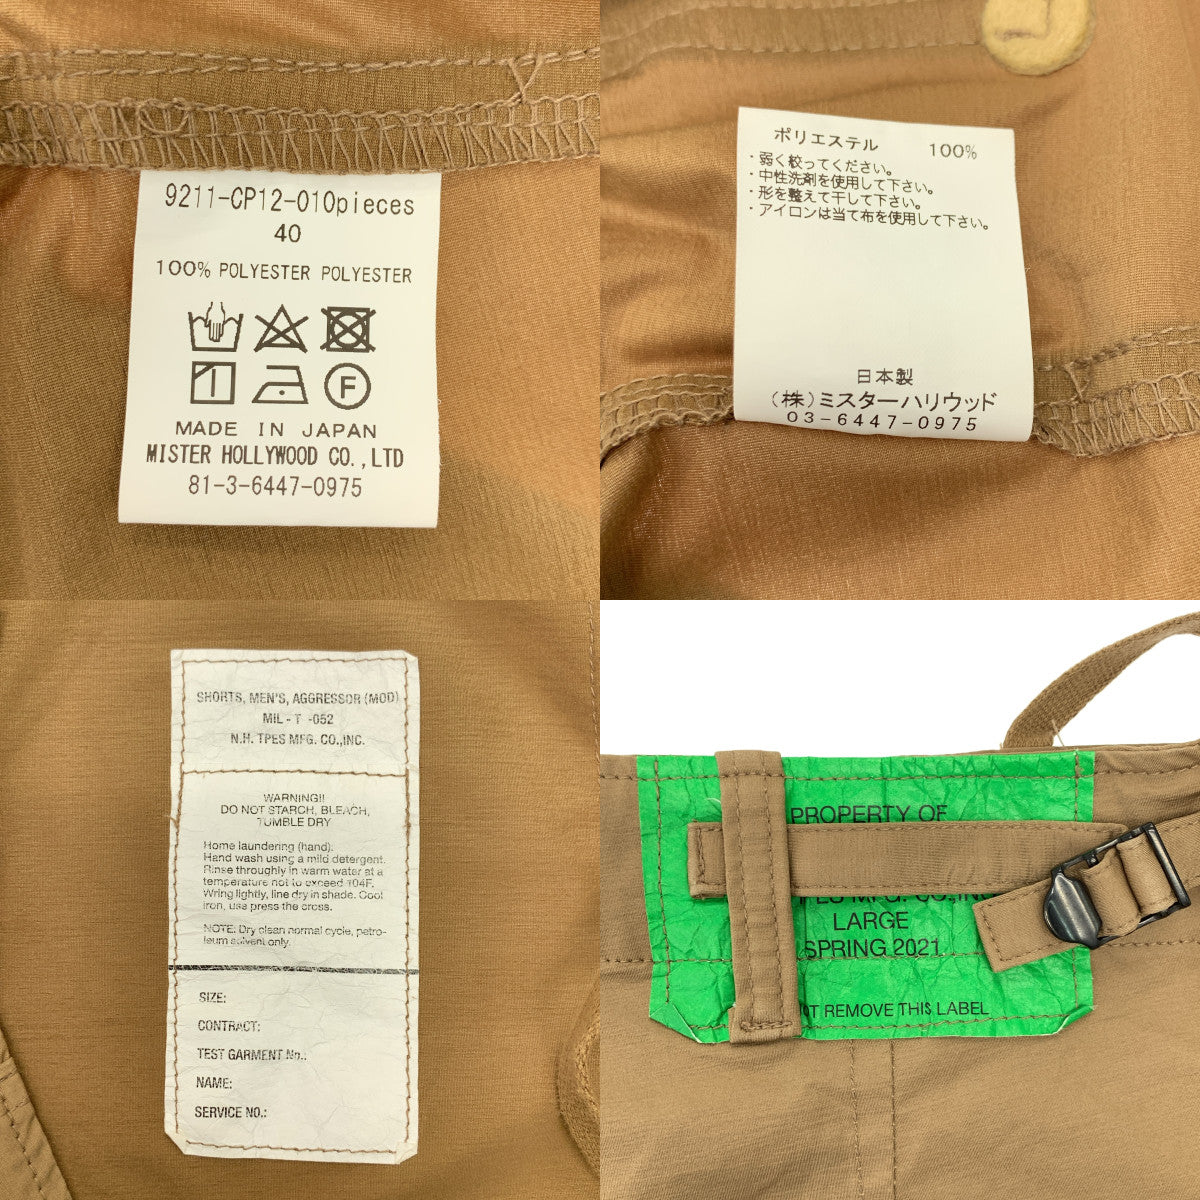 9211-CP12-010pieces
40
100% POLYESTER POLYESTER
F
MADE IN JAPAN
MISTER HOLLYWOOD CO.,LTD
81-3-6447-0975
ポリエステル 100%
・弱く絞ってください。
・中性洗剤を使用して下さい。
・形を整えて干して下さい。
・アイロンは当て布を使用して下さい。
日本製
(株)ミスターハリウッド
03-6447-0975
SHORTS, MEN'S, AGGRESSOR (MOD)
MIL - T -052
N.H. TPES MFG. CO.,INC.
WARNING!!
DO NOT STARCH, BLEACH,
TUMBLE DRY
Home laundering (hand).
Hand wash using a mild detergent.
Rinse throughly in warm water at a
temperature not to exceed 104F.
Wring lightly, line dry in shade. Cool
iron, use press the cross.
NOTE: Dry clean normal cycle, petro-
leum solvent only.
SIZE:
CONTRACT:
TEST GARMENT No.:
NAME:
SERVICE NO.:
PROPERTY OF
MFG. CO.,INC
LARGE
SPRING 2021
REMOVE THIS LABEL